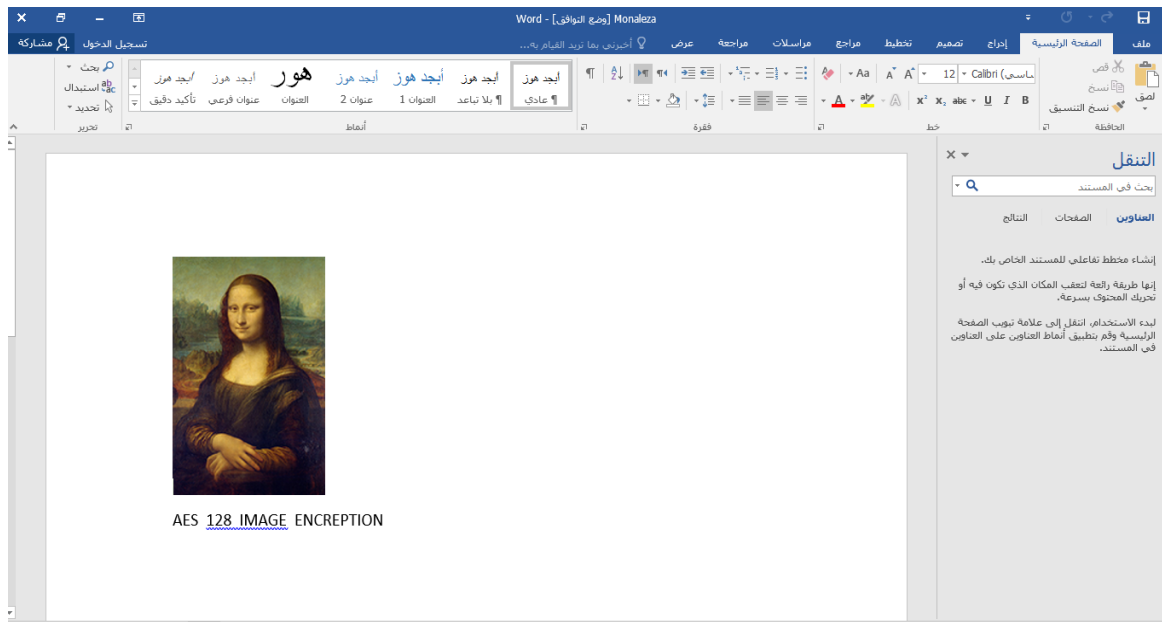 Monaleza [وضع التوافق] - Word
ملف الصفحة الرئيسية إدراج تصميم تخطيط مراجع مراسلات مراجعة عرض أخبرني بما تريد القيام به... تسجيل الدخول مشاركة
لصق
قص
نسخ
نسخ التنسيق
الحافظة
Calibri (ماسي 12 Aa
B I U abc x₂ x² A ab A
خط
فقرة
أبجد هوز
¶ عادي
أبجد هوز
¶ بلا تباعد
أبجد هوز
العنوان 1
أبجد هوز
عنوان 2
هور
العنوان
أبجد هوز
عنوان فرعي
أبجد هوز
تأكيد دقيق
أنماط
بحث
استبدال
تحديد
تحرير
التنقل
بحث في المستند
العناوين الصفحات النتائج
إنشاء مخطط تفاعلي للمستند الخاص بك.
إنها طريقة رائعة لتعقب المكان الذي تكون فيه أو
تحريك المحتوى بسرعة.
لبدء الاستخدام، انتقل إلى علامة تبويب الصفحة
الرئيسية وقم بتطبيق أنماط العناوين على العناوين
في المستند.
AES 128 IMAGE ENCREPTION